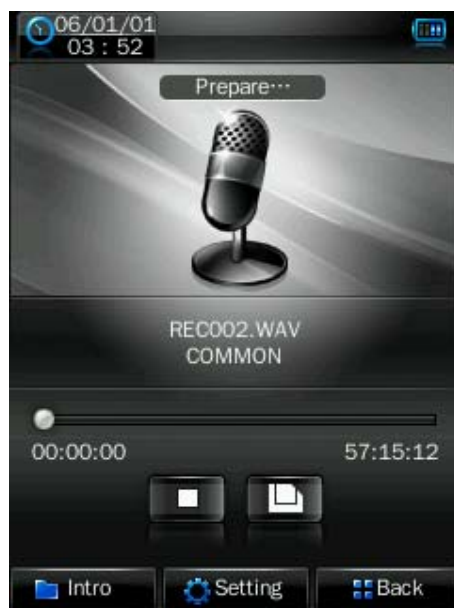 06/01/01
03 : 52
Prepare···
REC002.WAV
COMMON
00:00:00 57:15:12
Intro Setting Back